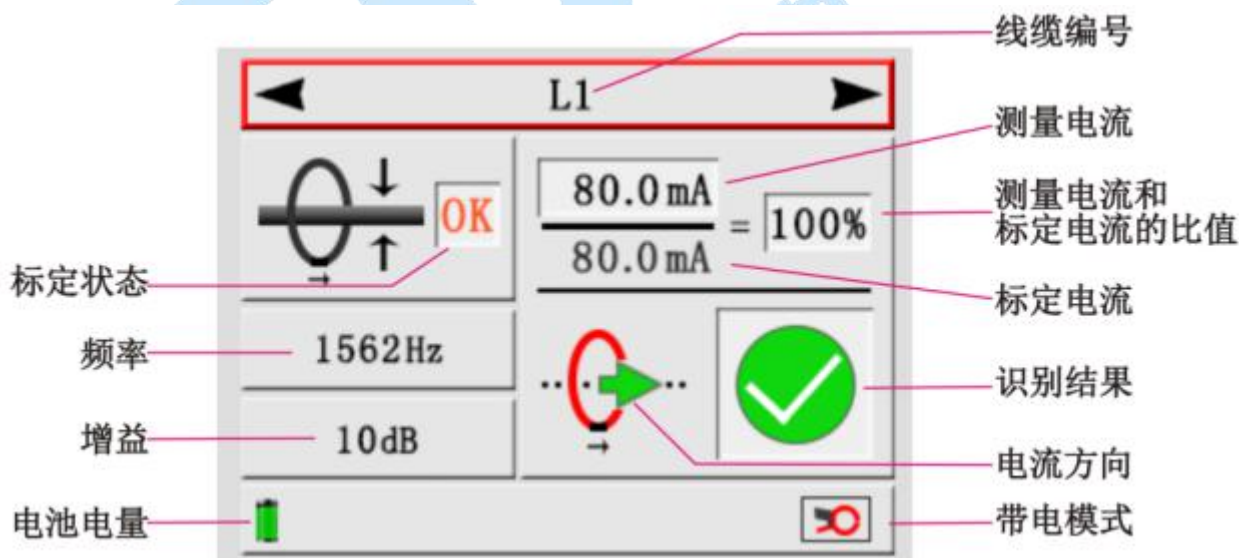 线缆编号
L1
测量电流
80.0mA
测量电流和
标定电流的比值
= 100%
OK
80.0mA
标定状态
标定电流
频率
1562Hz
识别结果
增益
10dB
电流方向
电池电量
带电模式